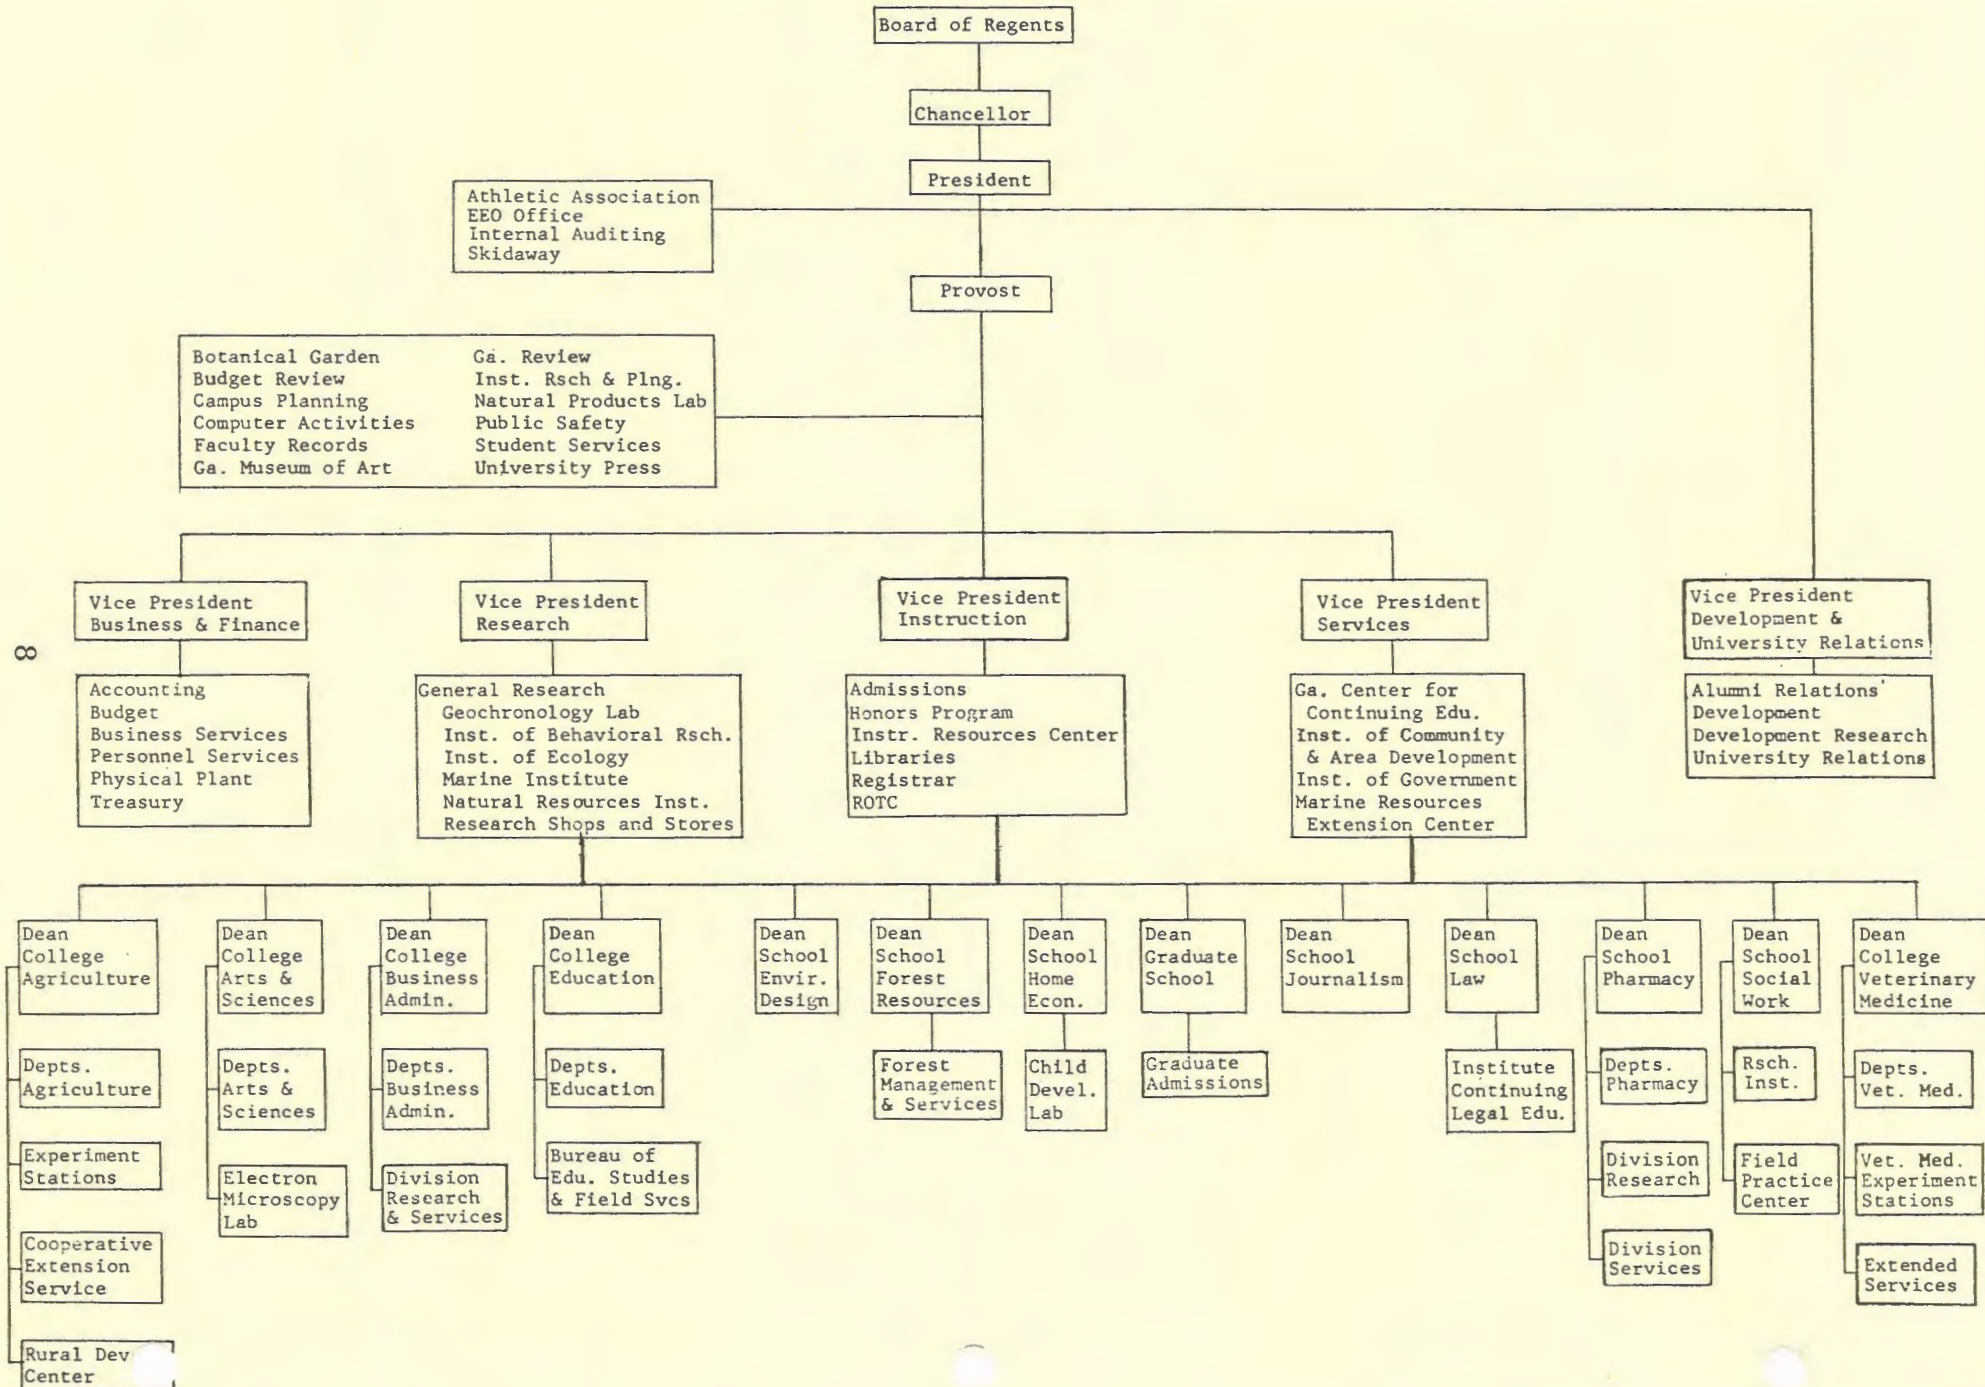 Board of Regents
Chancellor
President
Athletic Association
EEO Office
Internal Auditing
Skidaway
Provost
Botanical Garden
Budget Review
Campus Planning
Computer Activities
Faculty Records
Ga. Museum of Art
Ga. Review
Inst. Rsch & Plng.
Natural Products Lab
Public Safety
Student Services
University Press
Vice President
Business & Finance
Vice President
Research
Vice President
Instruction
Vice President
Services
Vice President
Development &
University Relations
8
Accounting
Budget
Business Services
Personnel Services
Physical Plant
Treasury
General Research
Geochronology Lab
Inst. of Behavioral Rsch.
Inst. of Ecology
Marine Institute
Natural Resources Inst.
Research Shops and Stores
Admissions
Honors Program
Instr. Resources Center
Libraries
Registrar
ROTC
Ga. Center for
Continuing Edu.
Inst. of Community
& Area Development
Inst. of Government
Marine Resources
Extension Center
Alumni Relations
Development
Development Research
University Relations
Dean
College
Agriculture
Dean
College
Arts &
Sciences
Dean
College
Business
Admin.
Dean
College
Education
Dean
School
Envir.
Design
Dean
School
Forest
Resources
Dean
School
Home
Econ.
Dean
Graduate
School
Dean
School
Journalism
Dean
School
Law
Dean
School
Pharmacy
Dean
School
Social
Work
Dean
College
Veterinary
Medicine
Depts.
Agriculture
Depts.
Arts &
Sciences
Depts.
Business
Admin.
Depts.
Education
Forest
Management
& Services
Child
Devel.
Lab
Graduate
Admissions
Institute
Continuing
Legal Edu.
Depts.
Pharmacy
Rsch.
Inst.
Depts.
Vet. Med.
Experiment
Stations
Electron
Microscopy
Lab
Division
Research
& Services
Bureau of
Edu. Studies
& Field Svcs
Division
Research
Field
Practice
Center
Vet. Med.
Experiment
Stations
Cooperative
Extension
Service
Division
Services
Extended
Services
Rural Dev
Center